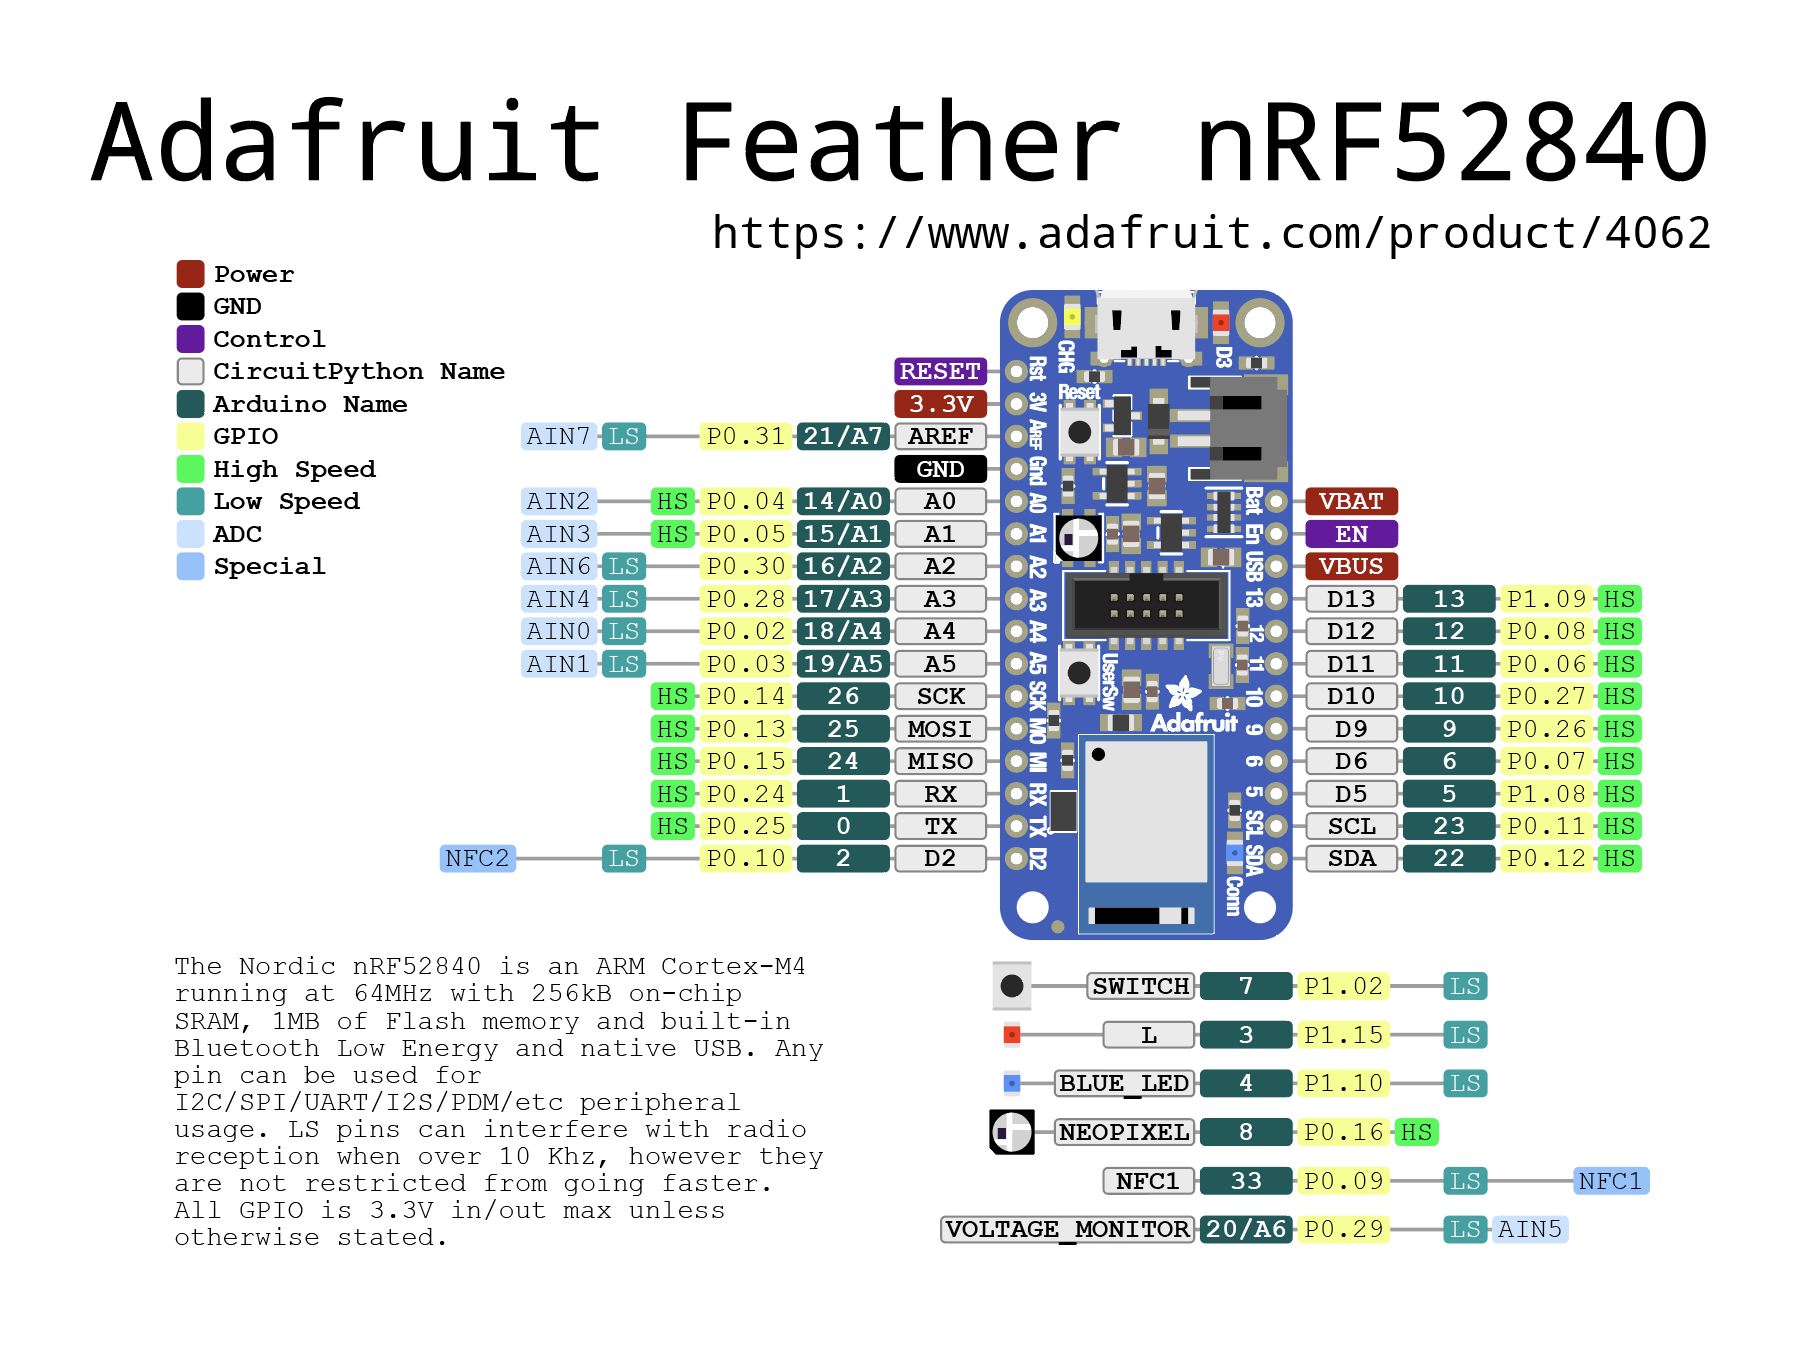 Adafruit Feather nRF52840
https://www.adafruit.com/product/4062
Power
GND
Control
CircuitPython Name
Arduino Name
GPIO
High Speed
Low Speed
ADC
Special
RESET
3.3V
AIN7 LS P0.31 21/A7 AREF
GND
AIN2 HS P0.04 14/A0 A0
AIN3 HS P0.05 15/A1 A1
AIN6 LS P0.30 16/A2 A2
AIN4 LS P0.28 17/A3 A3
AIN0 LS P0.02 18/A4 A4
AIN1 LS P0.03 19/A5 A5
HS P0.14 26 SCK
HS P0.13 25 MOSI
HS P0.15 24 MISO
HS P0.24 1 RX
HS P0.25 0 TX
NFC2 LS P0.10 2 D2
CHG
D3
Reset
Rst
3V
AREF
Gnd
A0
A1
A2
A3
A4
A5
SCK
MO
MI
RX
TX
D2
UserSw
Adafruit
Bat
En
USB
13
12
11
10
9
6
5
SCL
SDA
Conn
VBAT
EN
VBUS
D13 13 P1.09 HS
D12 12 P0.08 HS
D11 11 P0.06 HS
D10 10 P0.27 HS
D9 9 P0.26 HS
D6 6 P0.07 HS
D5 5 P1.08 HS
SCL 23 P0.11 HS
SDA 22 P0.12 HS
The Nordic nRF52840 is an ARM Cortex-M4
running at 64MHz with 256kB on-chip
SRAM, 1MB of Flash memory and built-in
Bluetooth Low Energy and native USB. Any
pin can be used for
I2C/SPI/UART/I2S/PDM/etc peripheral
usage. LS pins can interfere with radio
reception when over 10 Khz, however they
are not restricted from going faster.
All GPIO is 3.3V in/out max unless
otherwise stated.
SWITCH 7 P1.02 LS
L 3 P1.15 LS
BLUE_LED 4 P1.10 LS
NEOPIXEL 8 P0.16 HS
NFC1 33 P0.09 LS NFC1
VOLTAGE_MONITOR 20/A6 P0.29 LS AIN5